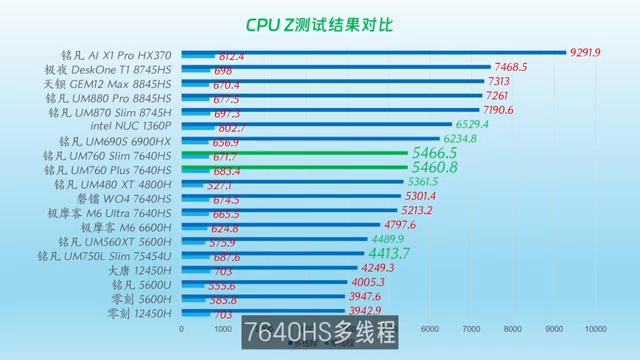 CPU Z测试结果对比
铭凡 AI X1 Pro HX370 9291.9 812.4
极夜 DeskOne T1 8745HS 7468.5 698
天钡 GEM12 Max 8845HS 7313 670.4
铭凡 UM880 Pro 8845HS 7261 677.5
铭凡 UM870 Slim 8745H 7190.6 697.3
intel NUC 1360P 6529.4 802.7
铭凡 UM690S 6900HX 6234.8 656.9
铭凡 UM760 Slim 7640HS 5466.5 671.7
铭凡 UM760 Plus 7640HS 5460.8 683.4
铭凡 UM480 XT 4800H 5361.5 527.1
磐镭 WO4 7640HS 5301.4 674.5
极摩客 M6 Ultra 7640HS 5213.2 665.5
极摩客 M6 6600H 4797.6 624.8
铭凡 UM560XT 5600H 4489.9 575.9
铭凡 UM750L Slim 75454U 4413.7 687.6
大唐 12450H 4249.3 703
铭凡 5600U 4005.3 555.6
零刻 5600H 3947.6 585.8
零刻 12450H 3942.9 703
0 1000 2000 3000 4000 5000 6000 7000 8000 9000 10000
7640HS多线程